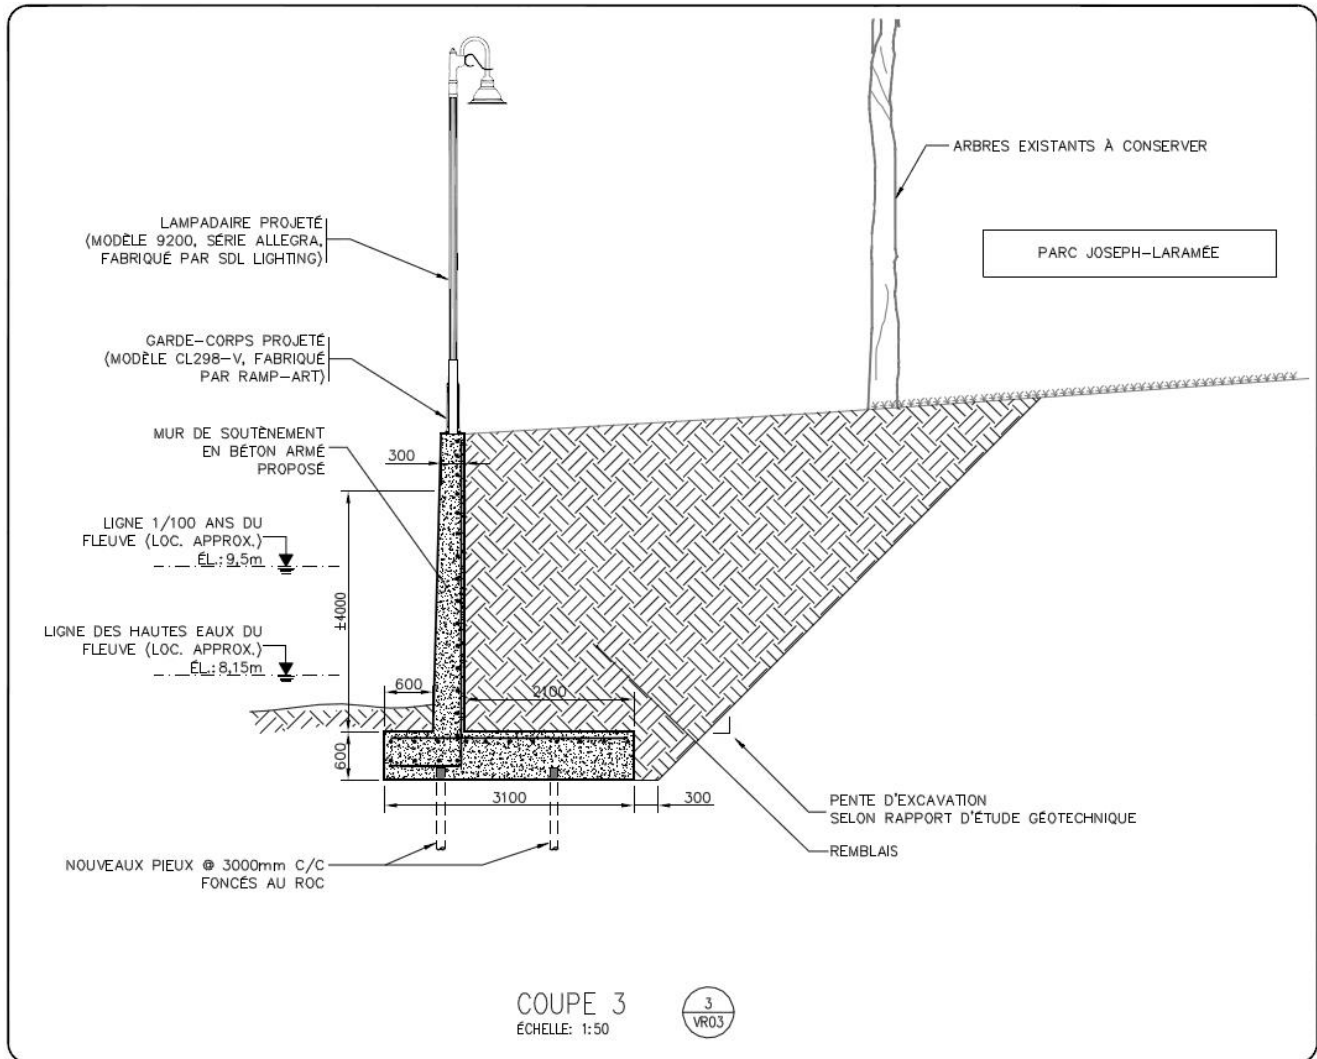 ARBRES EXISTANTS À CONSERVER
LAMPADAIRE PROJETÉ
(MODÈLE 9200, SÉRIE ALLEGRA,
FABRIQUÉ PAR SDL LIGHTING)
PARC JOSEPH-LARAMÉE
GARDE-CORPS PROJETÉ
(MODÈLE CL298-V, FABRIQUÉ
PAR RAMP-ART)
MUR DE SOUTÈNEMENT
EN BÉTON ARMÉ
PROPOSÉ
300
LIGNE 1/100 ANS DU
FLEUVE (LOC. APPROX.)
ÉL.: 9,5m
±4000
LIGNE DES HAUTES EAUX DU
FLEUVE (LOC. APPROX.)
ÉL.: 8,15m
600
2100
600
3100
300
PENTE D'EXCAVATION
SELON RAPPORT D'ÉTUDE GÉOTECHNIQUE
REMBLAIS
NOUVEAUX PIEUX @ 3000mm C/C
FONCÉS AU ROC
COUPE 3
ÉCHELLE: 1:50
3
VR03